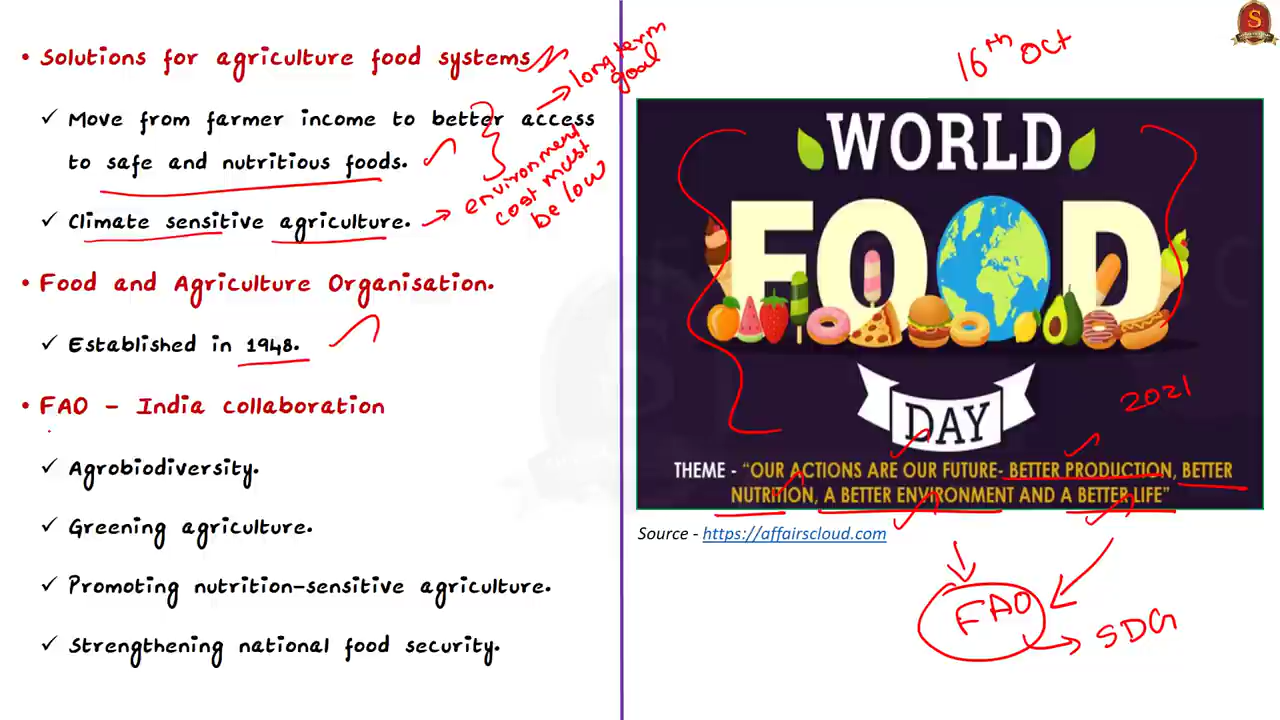 • Solutions for agriculture food systems
long term
goal
✓ Move from farmer income to better access
to safe and nutritious foods.
environment
cost must
be low
✓ Climate sensitive agriculture.
• Food and Agriculture Organisation.
✓ Established in 1948.
• FAO - India collaboration
✓ Agrobiodiversity.
✓ Greening agriculture.
✓ Promoting nutrition-sensitive agriculture.
✓ Strengthening national food security.
S
16th Oct
WORLD
FOOD
DAY
2021
THEME - "OUR ACTIONS ARE OUR FUTURE- BETTER PRODUCTION, BETTER
NUTRITION, A BETTER ENVIRONMENT AND A BETTER LIFE"
Source - https://affairscloud.com
FAO
SDG